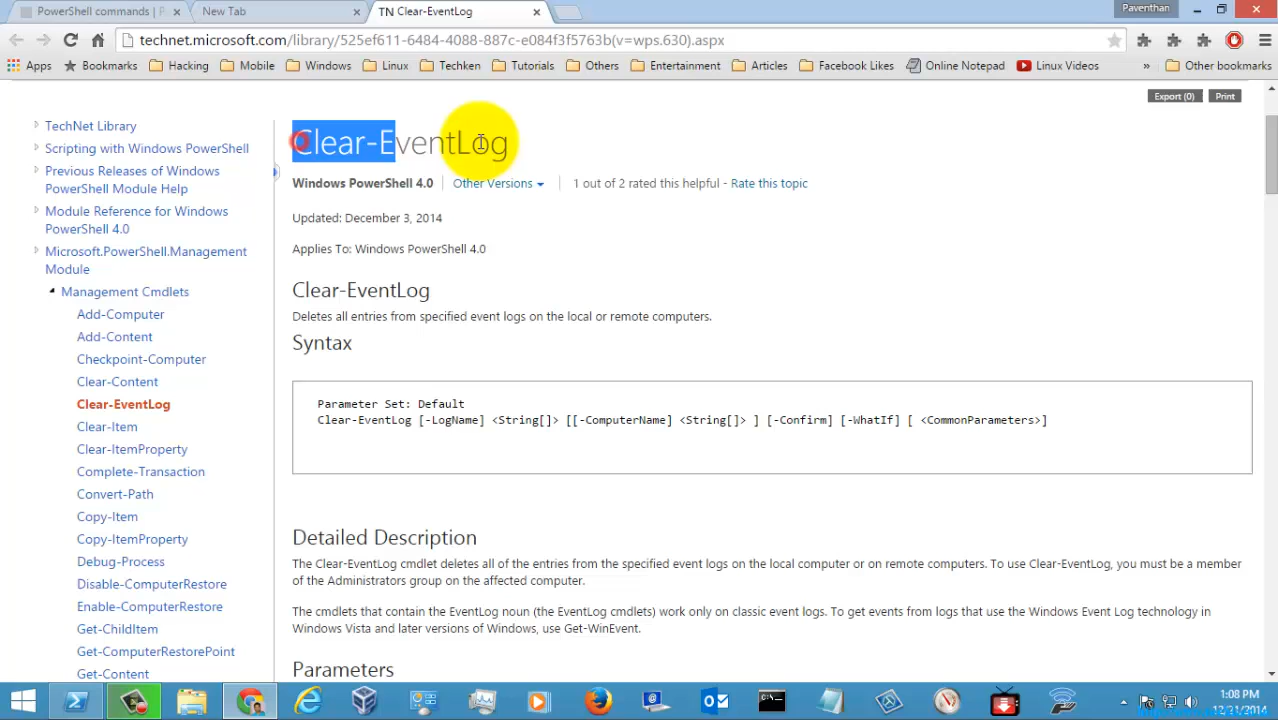 PowerShell commands | P
New Tab
TN Clear-EventLog
Paventhan
technet.microsoft.com/library/525ef611-6484-4088-887c-e084f3f5763b(v=wps.630).aspx
Apps Bookmarks Hacking Mobile Windows Linux Techken Tutorials Others Entertainment Articles Facebook Likes Online Notepad Linux Videos » Other bookmarks
Export (0) Print
TechNet Library
Scripting with Windows PowerShell
Previous Releases of Windows
PowerShell Module Help
Module Reference for Windows
PowerShell 4.0
Microsoft.PowerShell.Management
Module
Management Cmdlets
Add-Computer
Add-Content
Checkpoint-Computer
Clear-Content
Clear-EventLog
Clear-Item
Clear-ItemProperty
Complete-Transaction
Convert-Path
Copy-Item
Copy-ItemProperty
Debug-Process
Disable-ComputerRestore
Enable-ComputerRestore
Get-ChildItem
Get-ComputerRestorePoint
Get-Content
Clear-EventLog
Windows PowerShell 4.0 Other Versions 1 out of 2 rated this helpful - Rate this topic
Updated: December 3, 2014
Applies To: Windows PowerShell 4.0
Clear-EventLog
Deletes all entries from specified event logs on the local or remote computers.
Syntax
Parameter Set: Default
Clear-EventLog [-LogName] <String[]> [[-ComputerName] <String[]> ] [-Confirm] [-WhatIf] [ <CommonParameters>]
Detailed Description
The Clear-EventLog cmdlet deletes all of the entries from the specified event logs on the local computer or on remote computers. To use Clear-EventLog, you must be a member
of the Administrators group on the affected computer.
The cmdlets that contain the EventLog noun (the EventLog cmdlets) work only on classic event logs. To get events from logs that use the Windows Event Log technology in
Windows Vista and later versions of Windows, use Get-WinEvent.
Parameters
1:08 PM
12/31/2014